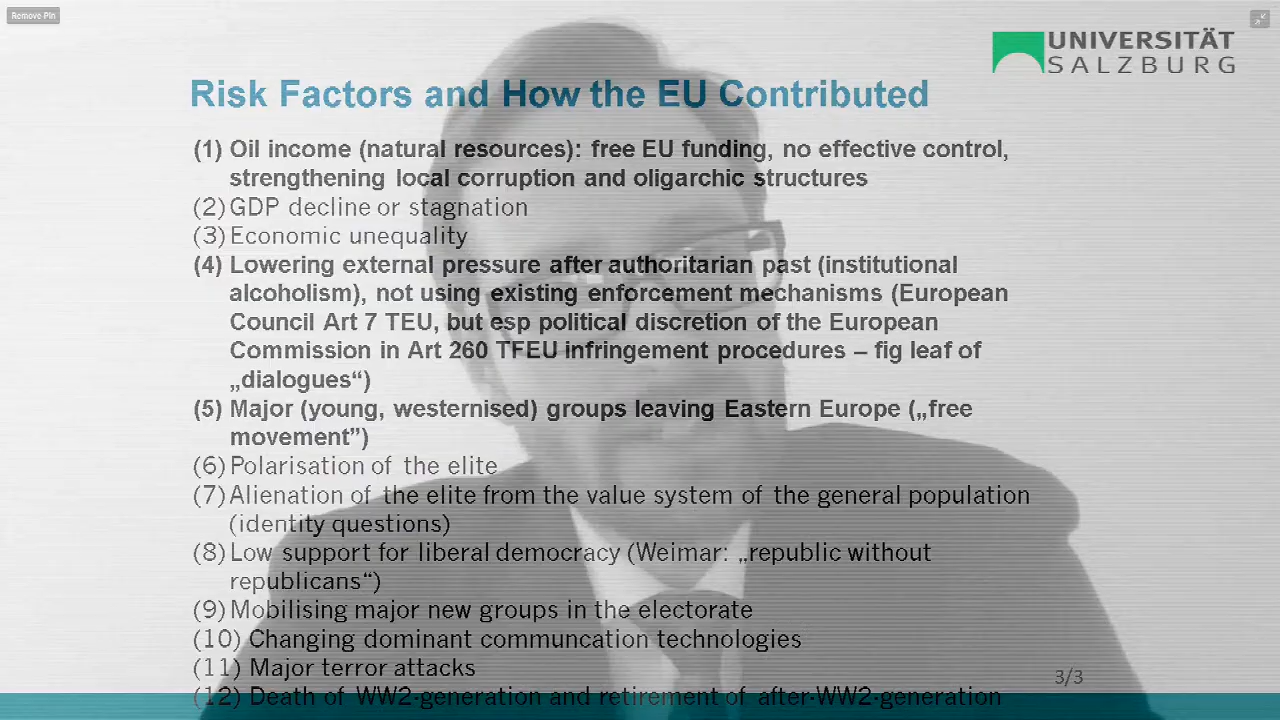 Remove Pin
UNIVERSITÄT
SALZBURG
Risk Factors and How the EU Contributed
(1) Oil income (natural resources): free EU funding, no effective control,
strengthening local corruption and oligarchic structures
(2) GDP decline or stagnation
(3) Economic unequality
(4) Lowering external pressure after authoritarian past (institutional
alcoholism), not using existing enforcement mechanisms (European
Council Art 7 TEU, but esp political discretion of the European
Commission in Art 260 TFEU infringement procedures – fig leaf of
„dialogues“)
(5) Major (young, westernised) groups leaving Eastern Europe („free
movement”)
(6) Polarisation of the elite
(7) Alienation of the elite from the value system of the general population
(identity questions)
(8) Low support for liberal democracy (Weimar: „republic without
republicans“)
(9) Mobilising major new groups in the electorate
(10) Changing dominant communcation technologies
(11) Major terror attacks
3/3
(12) Death of WW2-generation and retirement of after-WW2-generation